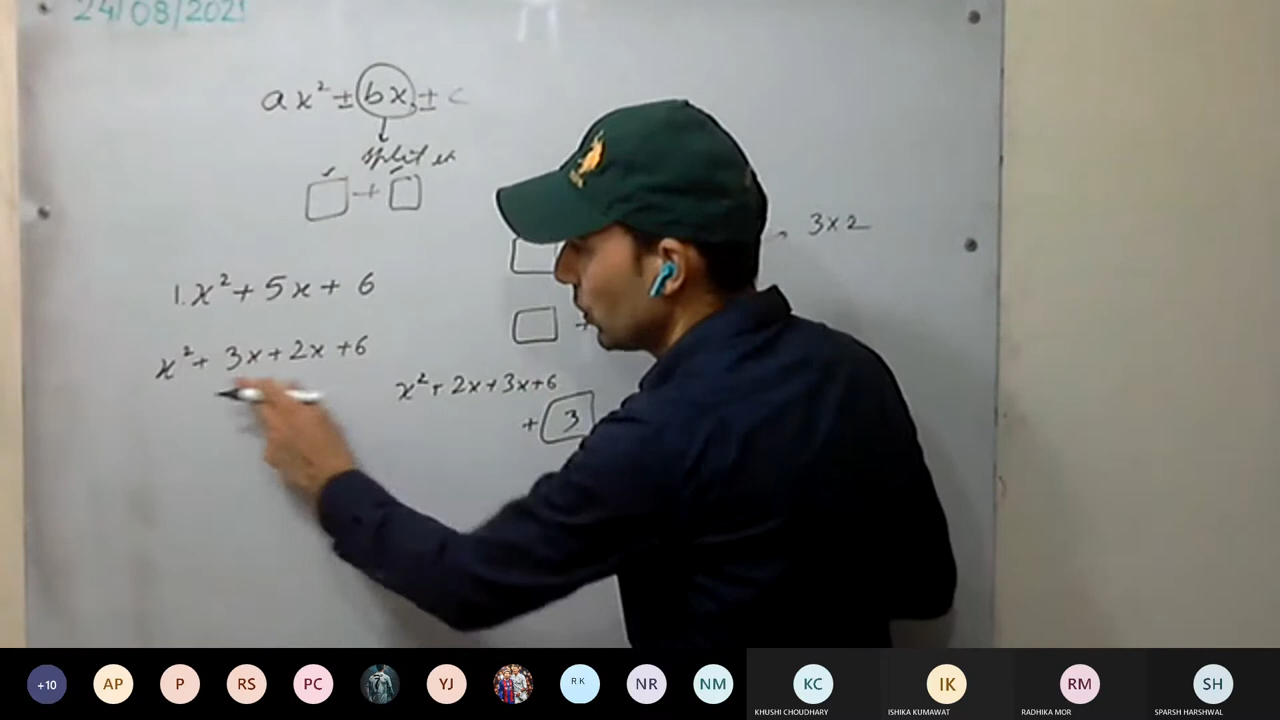 24/08/2021
ax² ± bx ± c
split in
□ + □
3×2
1. x² + 5x + 6
x² + 3x + 2x + 6
x² + 2x + 3x + 6
+ 3
+10 AP P RS PC YJ RK NR NM KC IK RM SH
KHUSHI CHOUDHARY ISHIKA KUMAWAT RADHIKA MOR SPARSH HARSHWAL